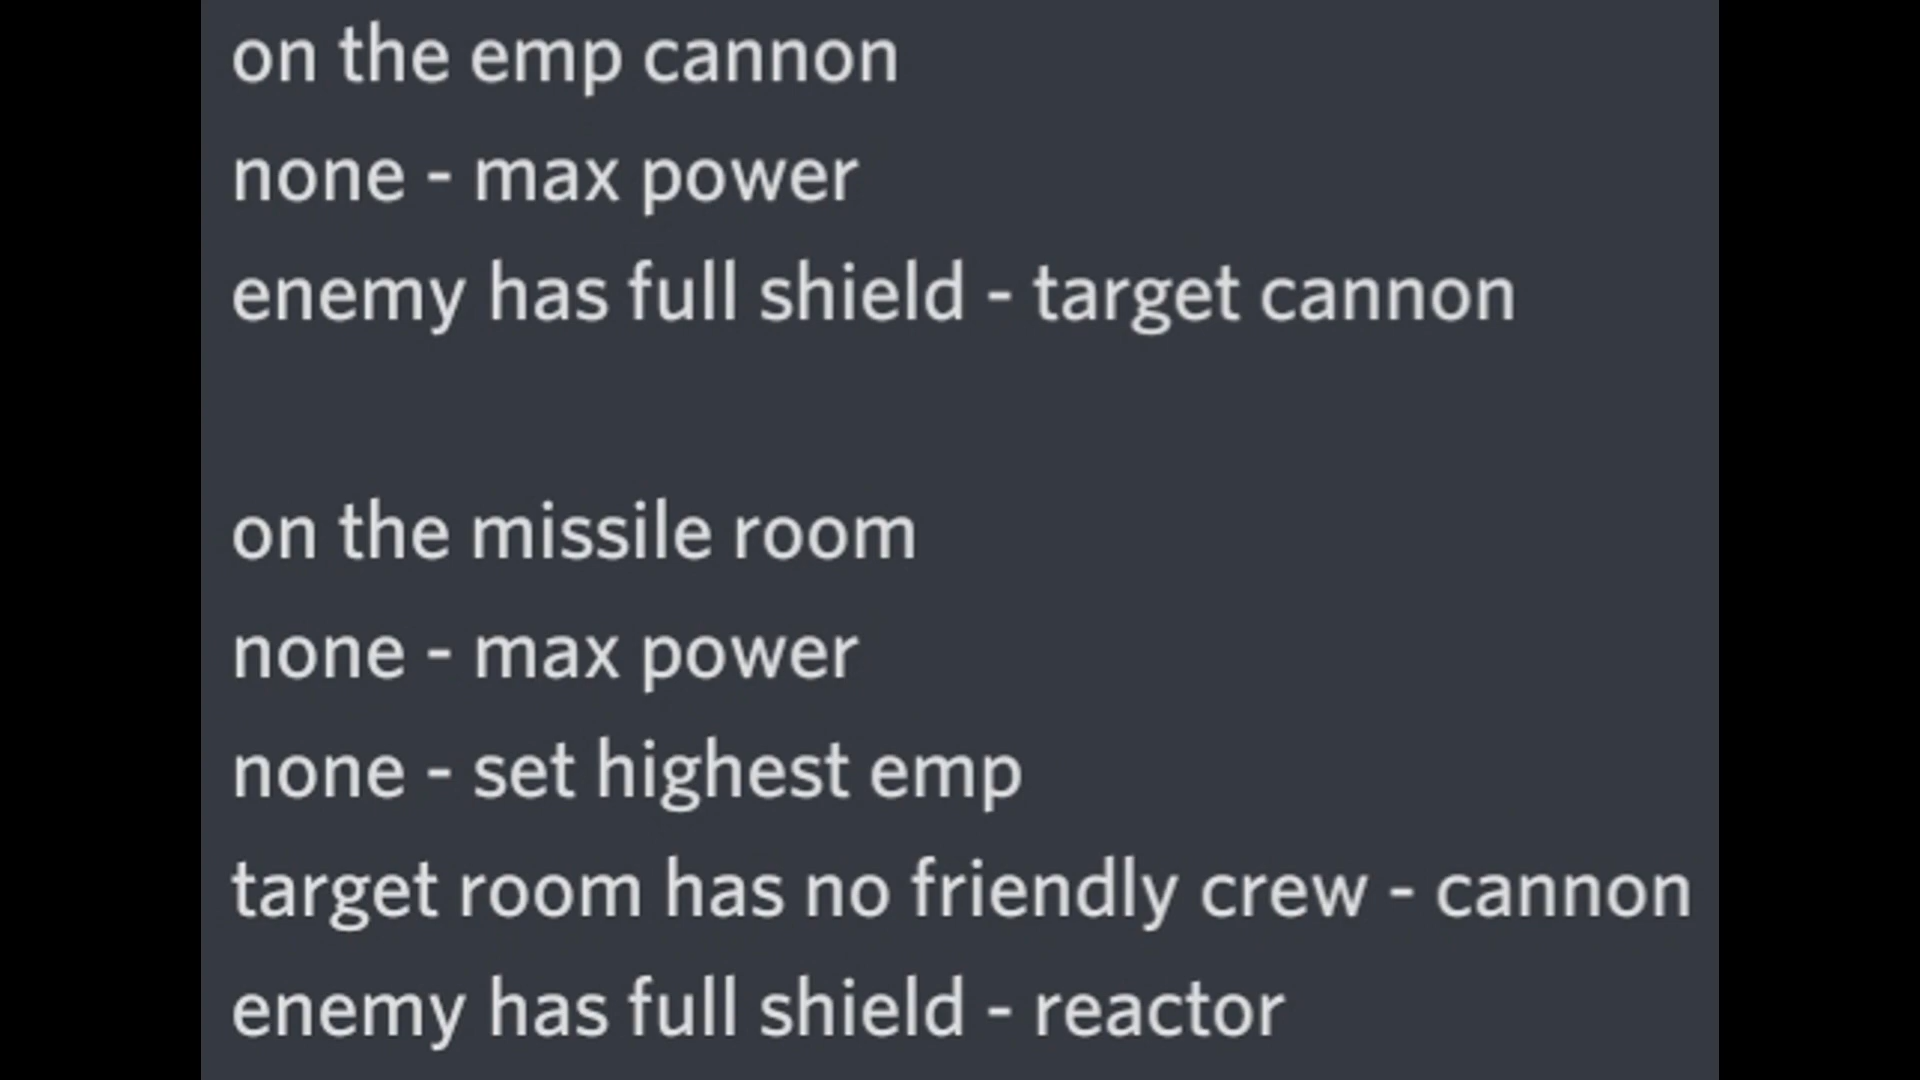 on the emp cannon
none - max power
enemy has full shield - target cannon
on the missile room
none - max power
none - set highest emp
target room has no friendly crew - cannon
enemy has full shield - reactor